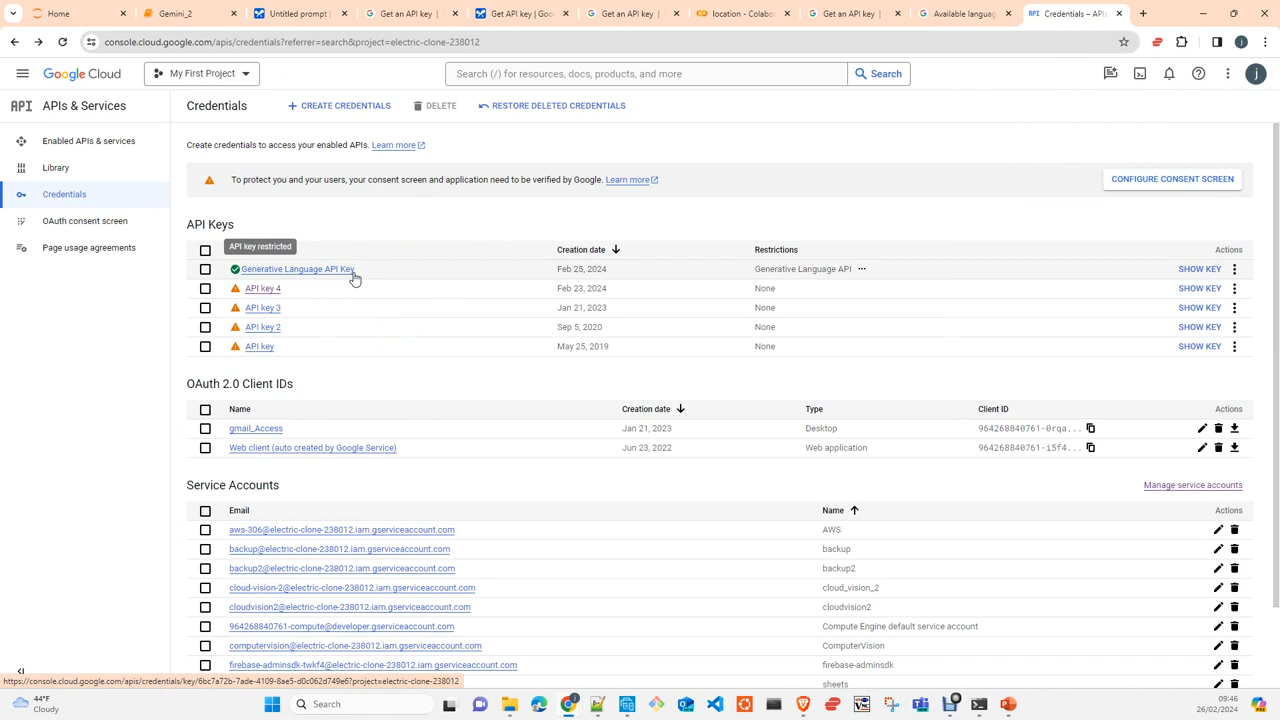 Home
Gemini_2
Untitled prompt |
Get an API key |
Get API key | Goo
Get an API key |
location - Colabo
Get an API key |
Available languag
Credentials – APIs
console.cloud.google.com/apis/credentials?referrer=search&project=electric-clone-238012
Google Cloud
My First Project
Search (/) for resources, docs, products, and more
Search
API APIs & Services
Credentials
CREATE CREDENTIALS
DELETE
RESTORE DELETED CREDENTIALS
Enabled APIs & services
Library
Credentials
OAuth consent screen
Page usage agreements
Create credentials to access your enabled APIs. Learn more
To protect you and your users, your consent screen and application need to be verified by Google. Learn more
CONFIGURE CONSENT SCREEN
API Keys
API key restricted
Creation date Restrictions Actions
Generative Language API Key Feb 25, 2024 Generative Language API SHOW KEY
API key 4 Feb 23, 2024 None SHOW KEY
API key 3 Jan 21, 2023 None SHOW KEY
API key 2 Sep 5, 2020 None SHOW KEY
API key May 25, 2019 None SHOW KEY
OAuth 2.0 Client IDs
Name Creation date Type Client ID Actions
gmail_Access Jan 21, 2023 Desktop 964268840761-0rqa...
Web client (auto created by Google Service) Jun 23, 2022 Web application 964268840761-i5f4...
Service Accounts
Manage service accounts
Email Name Actions
aws-306@electric-clone-238012.iam.gserviceaccount.com AWS
backup@electric-clone-238012.iam.gserviceaccount.com backup
backup2@electric-clone-238012.iam.gserviceaccount.com backup2
cloud-vision-2@electric-clone-238012.iam.gserviceaccount.com cloud_vision_2
cloudvision2@electric-clone-238012.iam.gserviceaccount.com cloudvision2
964268840761-compute@developer.gserviceaccount.com Compute Engine default service account
computervision@electric-clone-238012.iam.gserviceaccount.com ComputerVision
firebase-adminsdk-twkf4@electric-clone-238012.iam.gserviceaccount.com firebase-adminsdk
https://console.cloud.google.com/apis/credentials/key/6bc7a72b-7ade-4109-8ae5-d0c062d749e6?project=electric-clone-238012
sheets
44°F
Cloudy
Search
09:46
26/02/2024